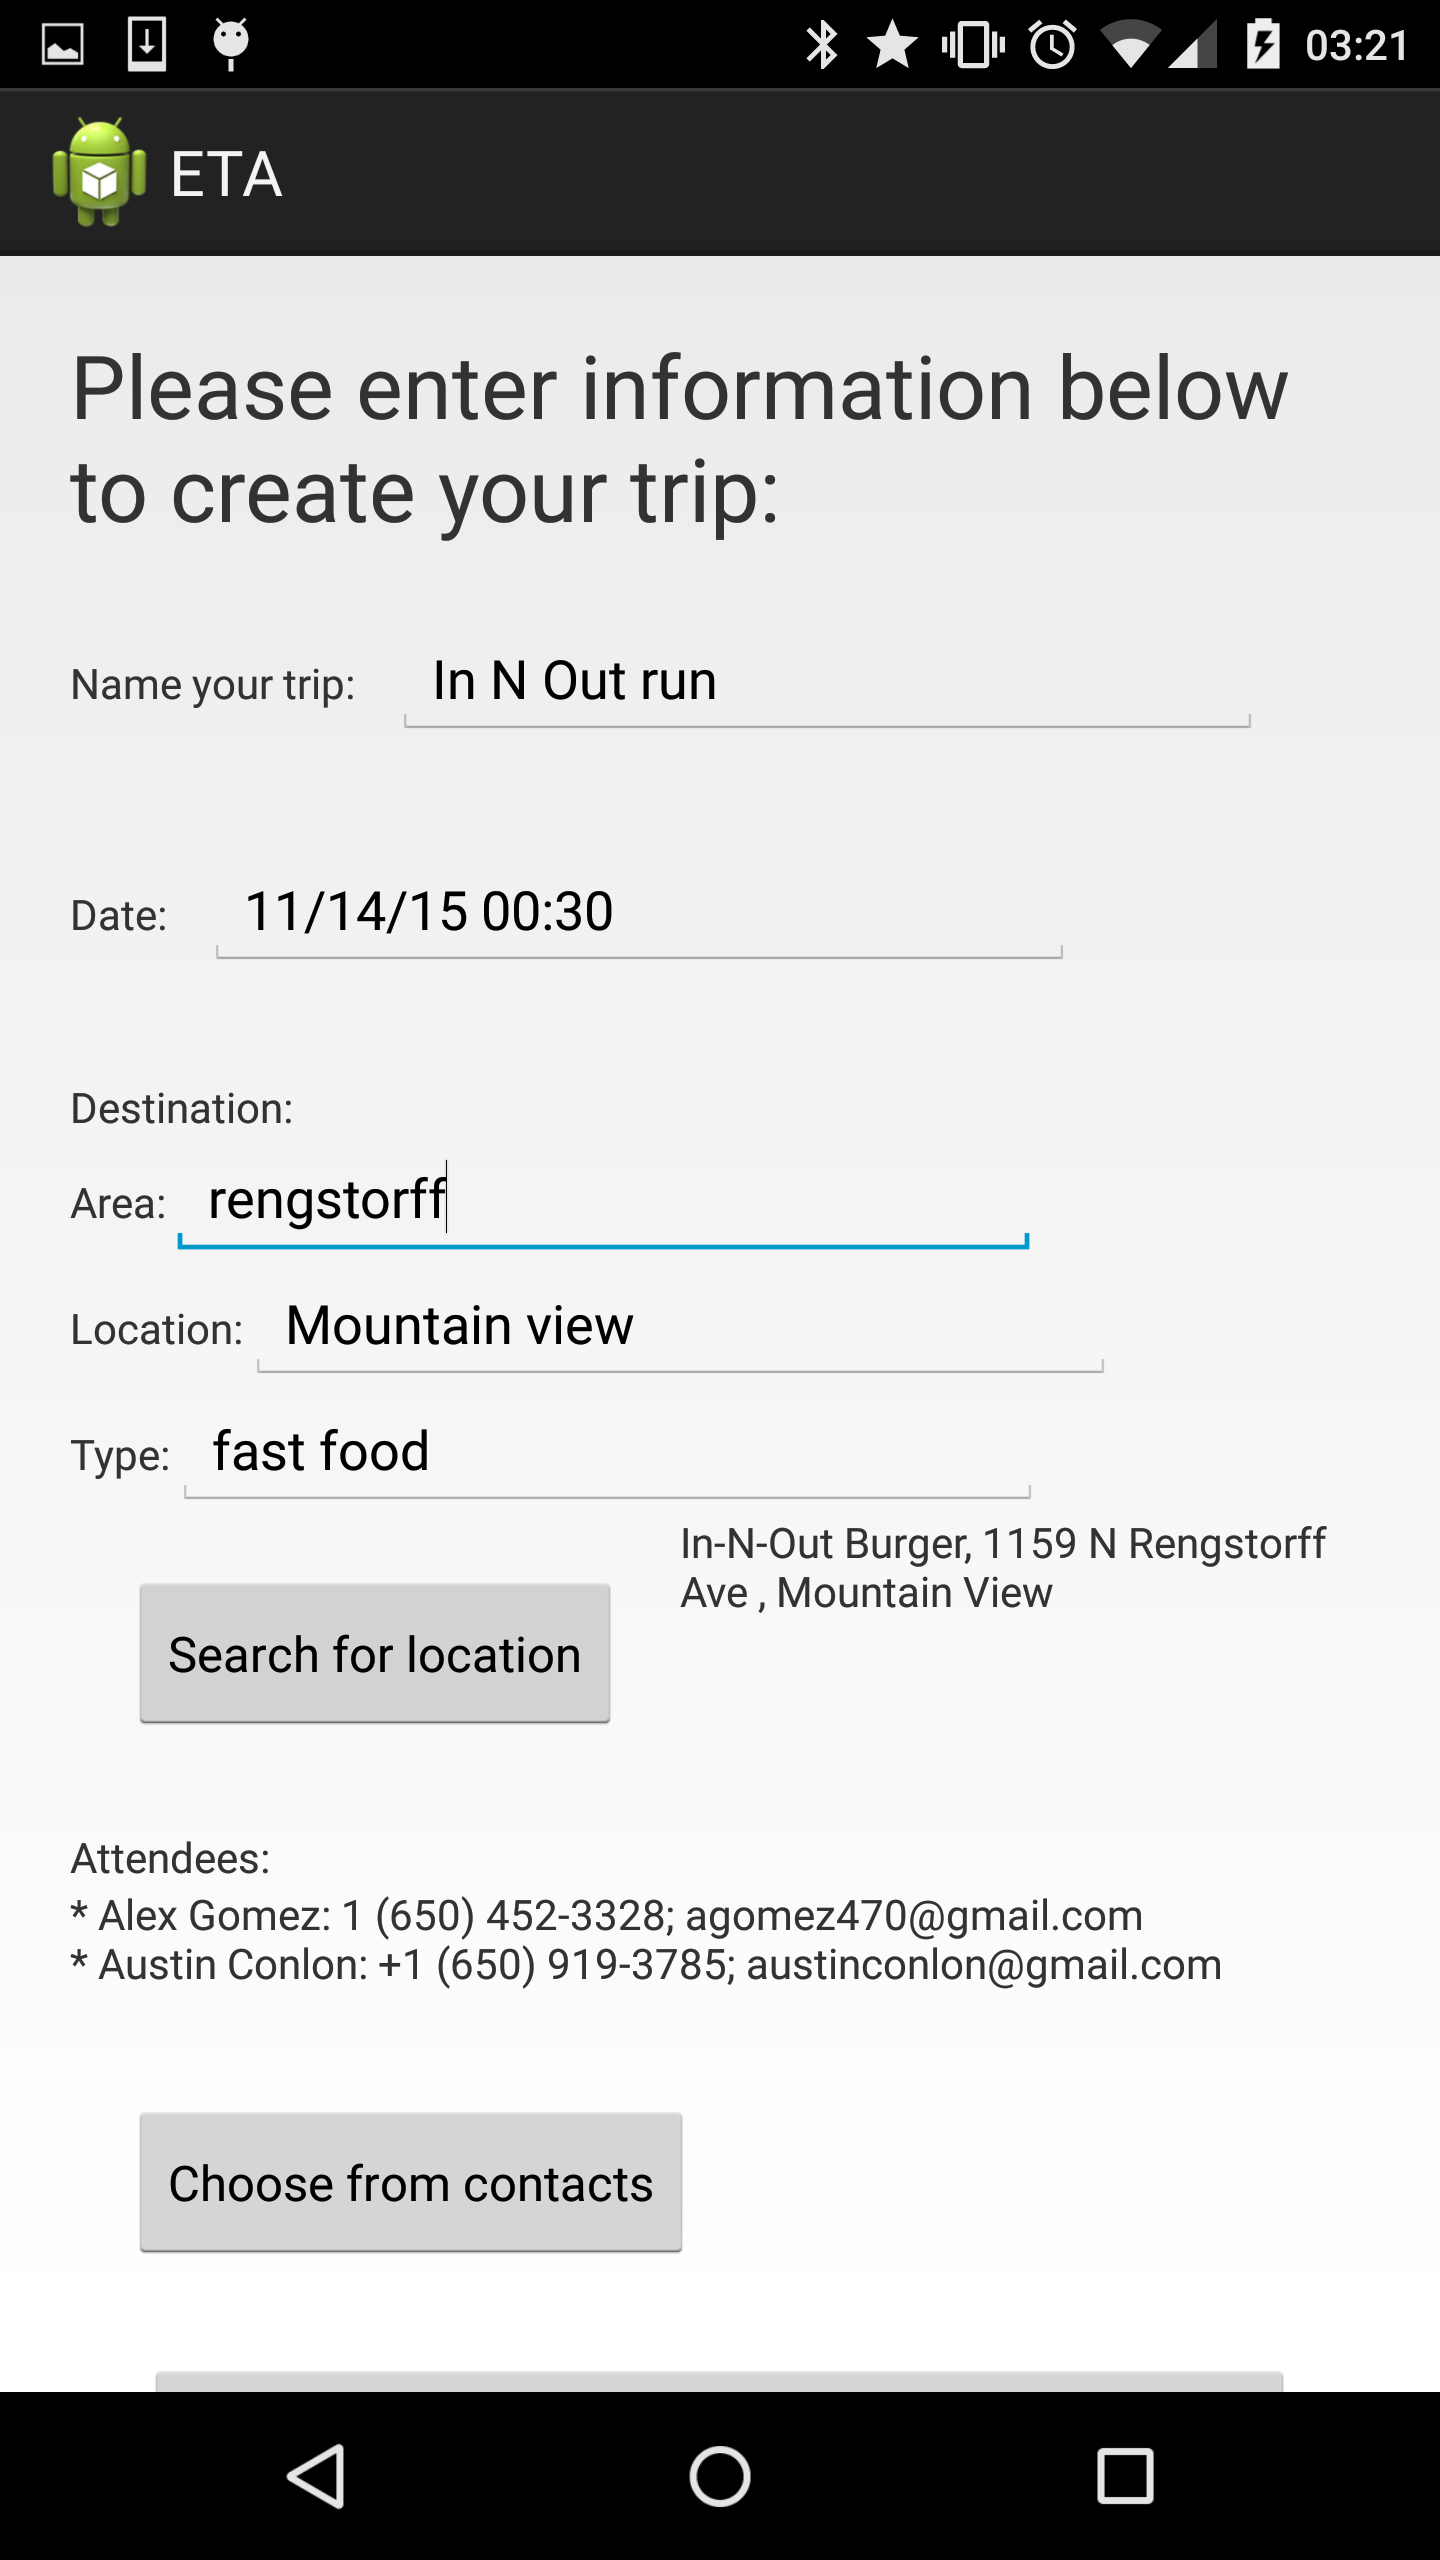 03:21
ETA
Please enter information below
to create your trip:
Name your trip: In N Out run
Date: 11/14/15 00:30
Destination:
Area: rengstorff
Location: Mountain view
Type: fast food
In-N-Out Burger, 1159 N Rengstorff
Ave , Mountain View
Search for location
Attendees:
* Alex Gomez: 1 (650) 452-3328; agomez470@gmail.com
* Austin Conlon: +1 (650) 919-3785; austinconlon@gmail.com
Choose from contacts